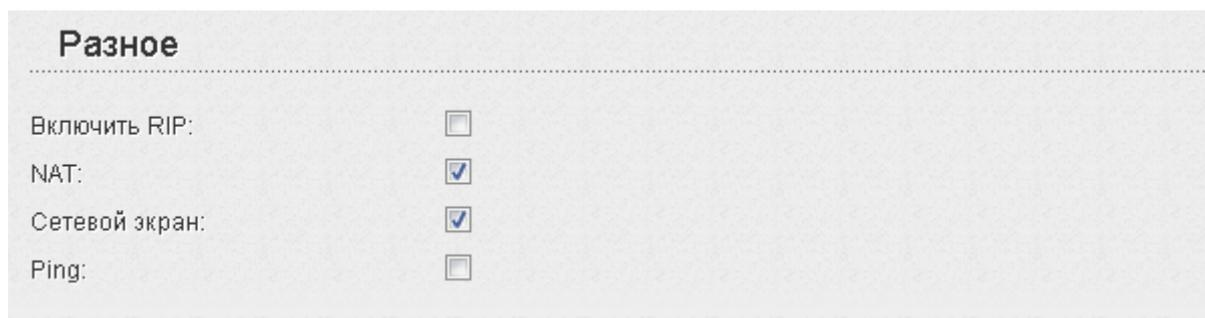 Разное
Включить RIP:
NAT:
Сетевой экран:
Ping: